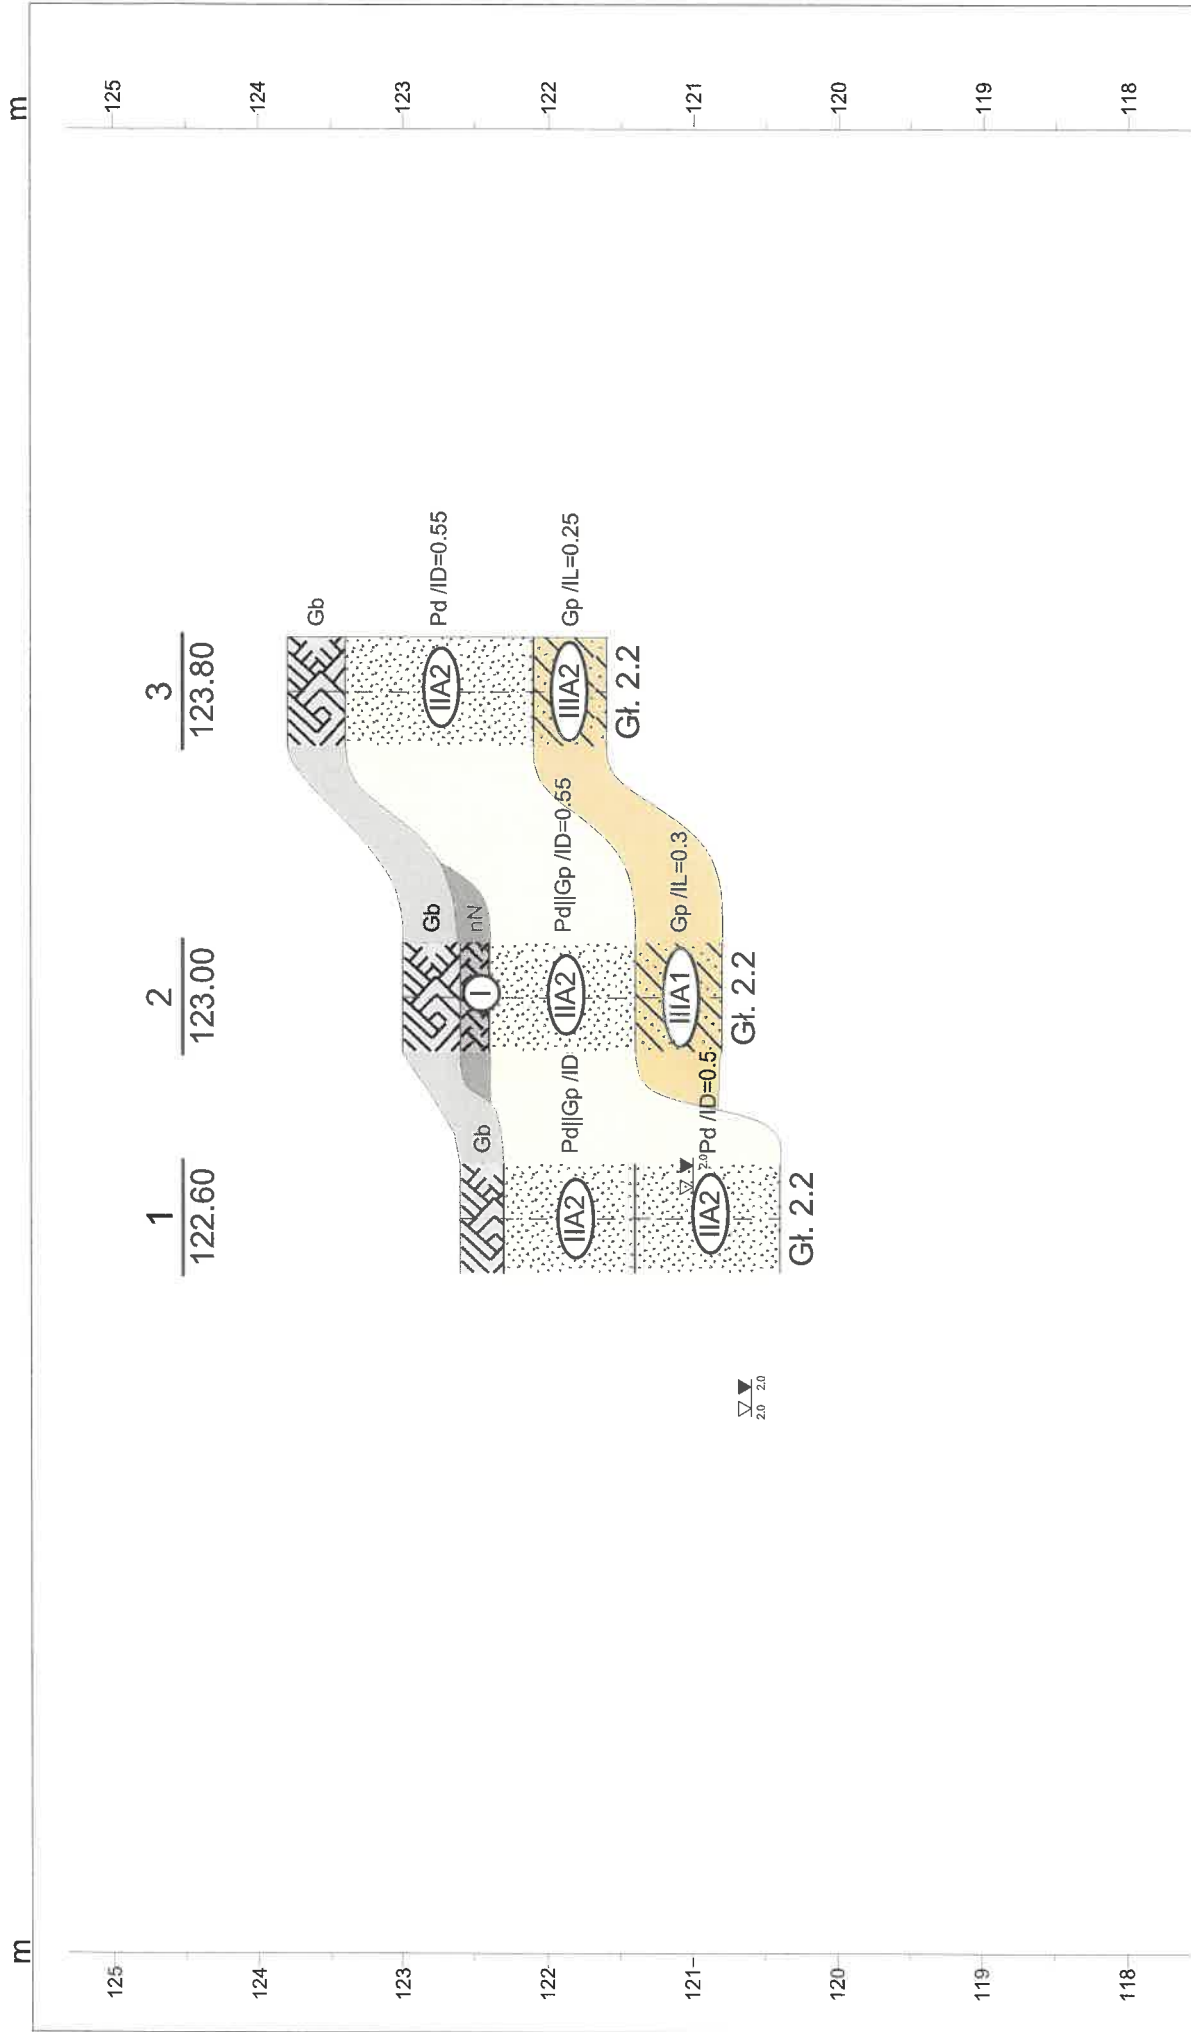 m
m
125
124
123
122
121
120
119
118
1
122.60
2
123.00
3
123.80
Gb
Pd||Gp /ID
IIA2
2.0
Pd /ID=0.5
IIA2
Gł. 2.2
Gb
nN
I
Pd||Gp /ID=0.55
IIA2
Gp /IL=0.3
IIIA1
Gł. 2.2
Gb
Pd /ID=0.55
IIA2
Gp /IL=0.25
IIIA2
Gł. 2.2
2.0 2.0
125
124
123
122
121
120
119
118